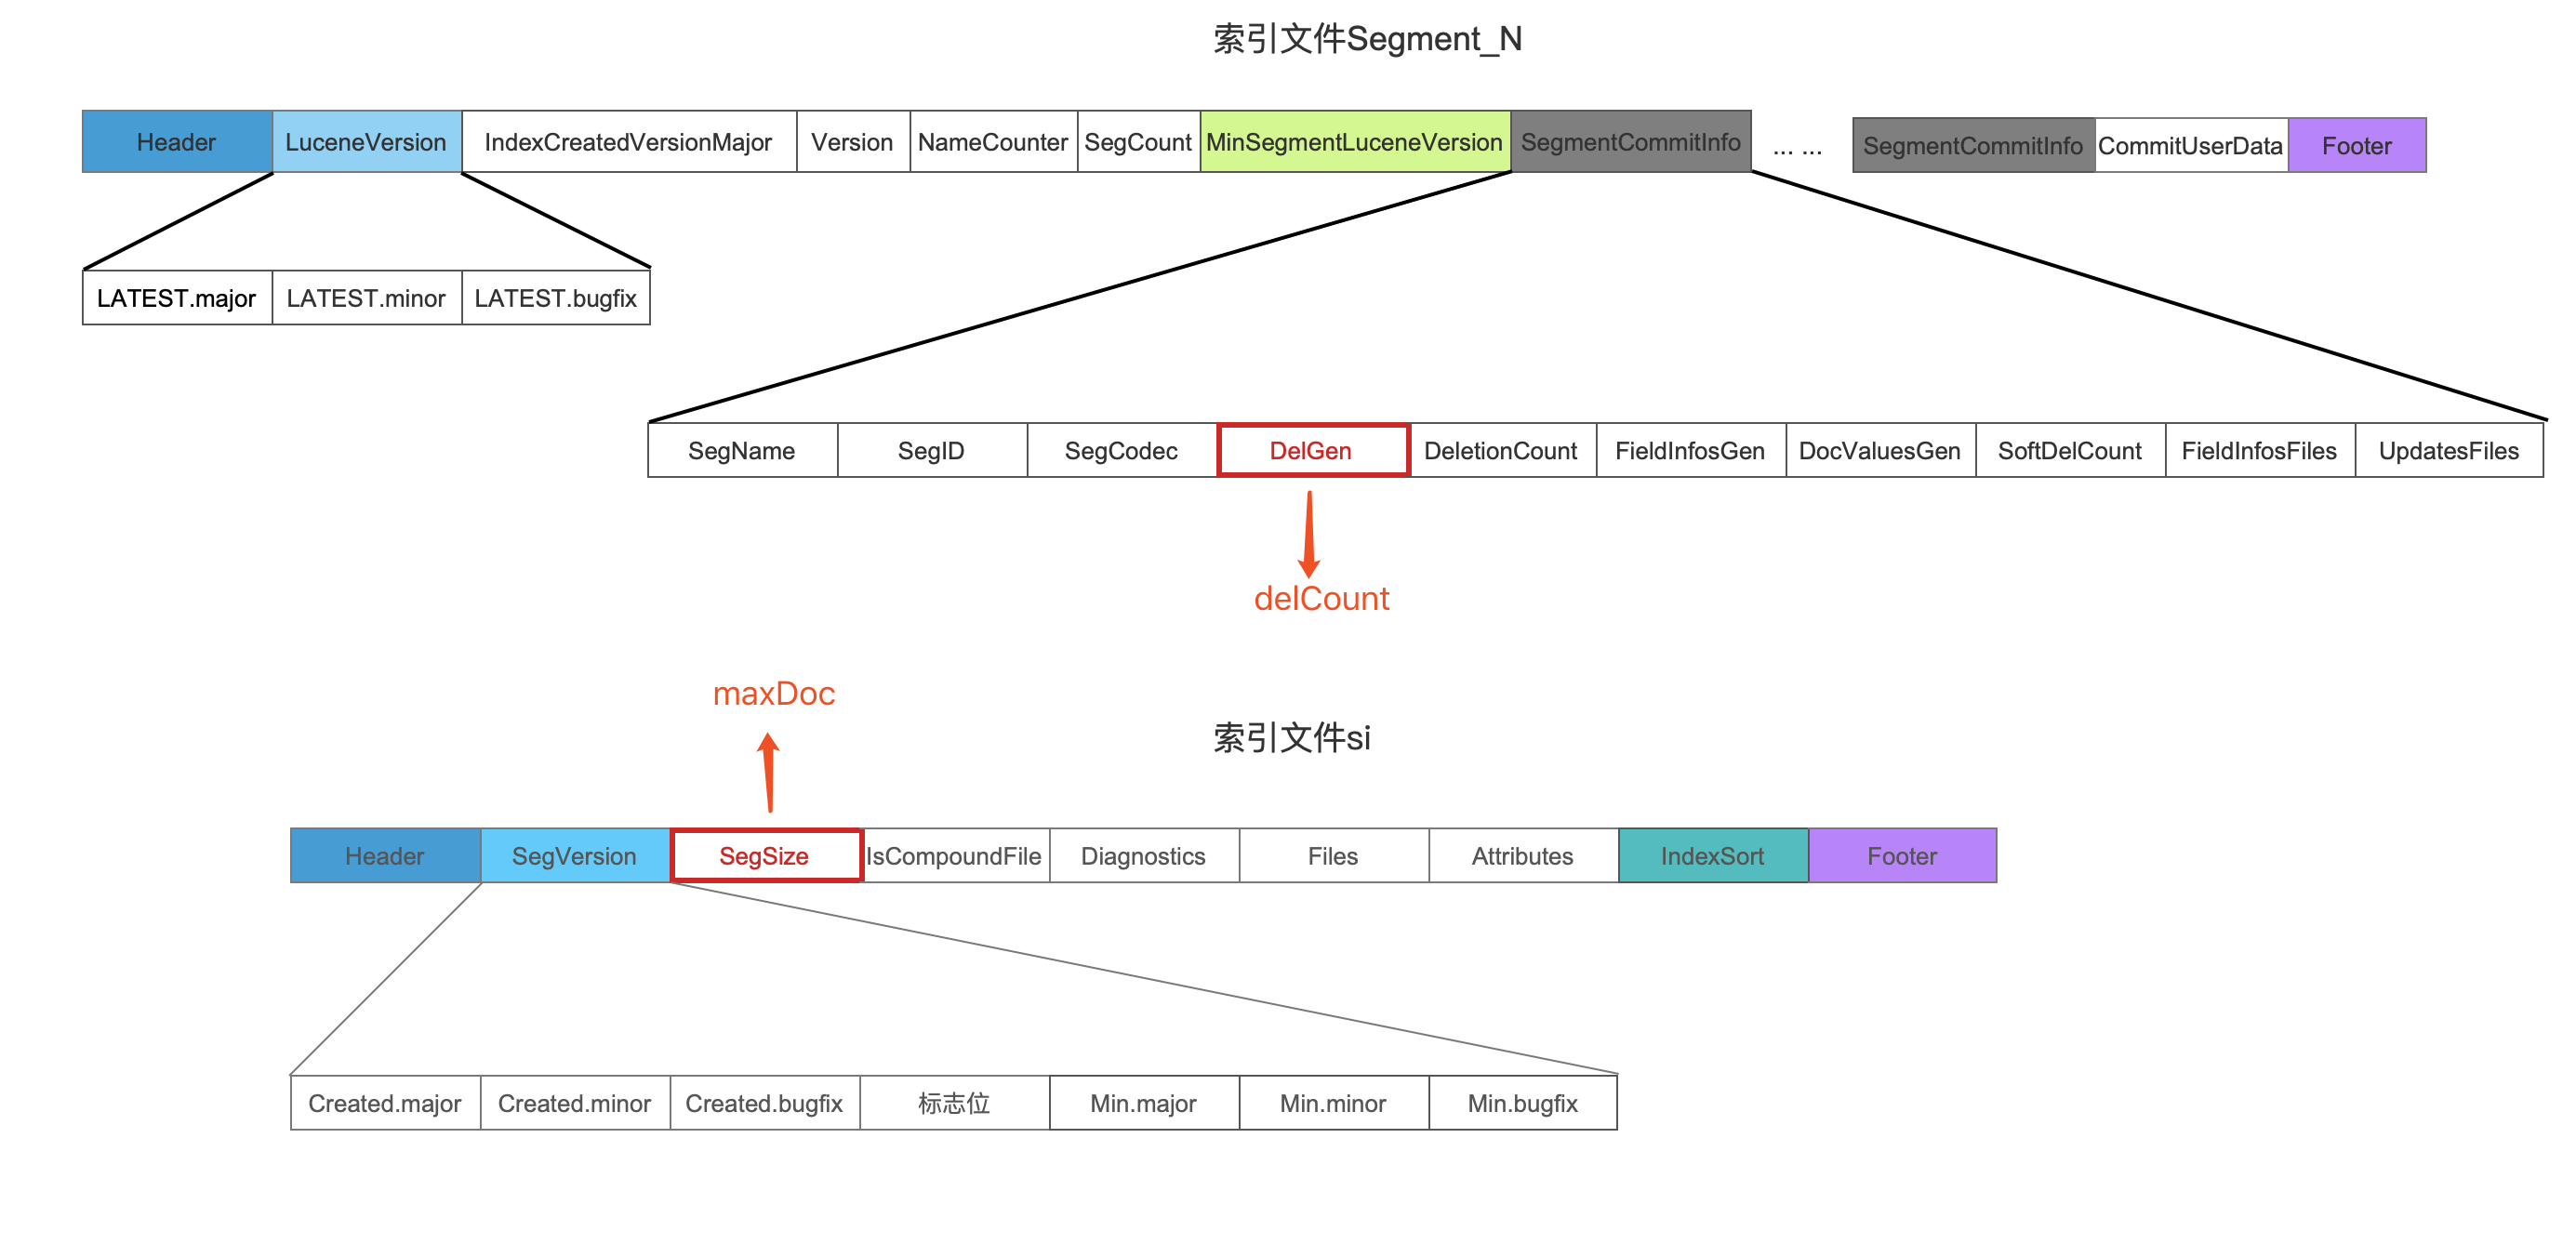 索引文件Segment_N
Header LuceneVersion IndexCreatedVersionMajor Version NameCounter SegCount MinSegmentLuceneVersion SegmentCommitInfo ... ... SegmentCommitInfo CommitUserData Footer
LATEST.major LATEST.minor LATEST.bugfix
SegName SegID SegCodec DelGen DeletionCount FieldInfosGen DocValuesGen SoftDelCount FieldInfosFiles UpdatesFiles
delCount
maxDoc
索引文件si
Header SegVersion SegSize IsCompoundFile Diagnostics Files Attributes IndexSort Footer
Created.major Created.minor Created.bugfix 标志位 Min.major Min.minor Min.bugfix